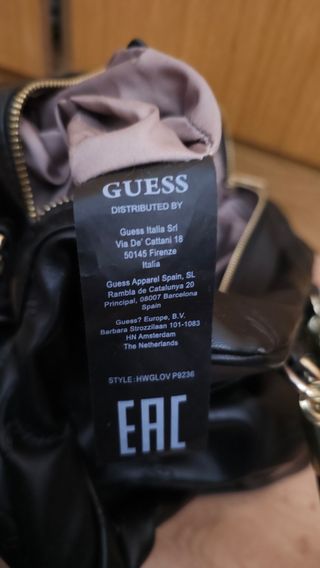 GUESS
DISTRIBUTED BY
Guess Italia Srl
Via De' Cattani 18
50145 Firenze
Italia
Guess Apparel Spain, SL
Rambla de Catalunya 20
Principal, 08007 Barcelona
Spain
Guess? Europe, B.V.
Barbara Strozzilaan 101-1083
HN Amsterdam
The Netherlands
STYLE: HWGLOV P9236
EAC